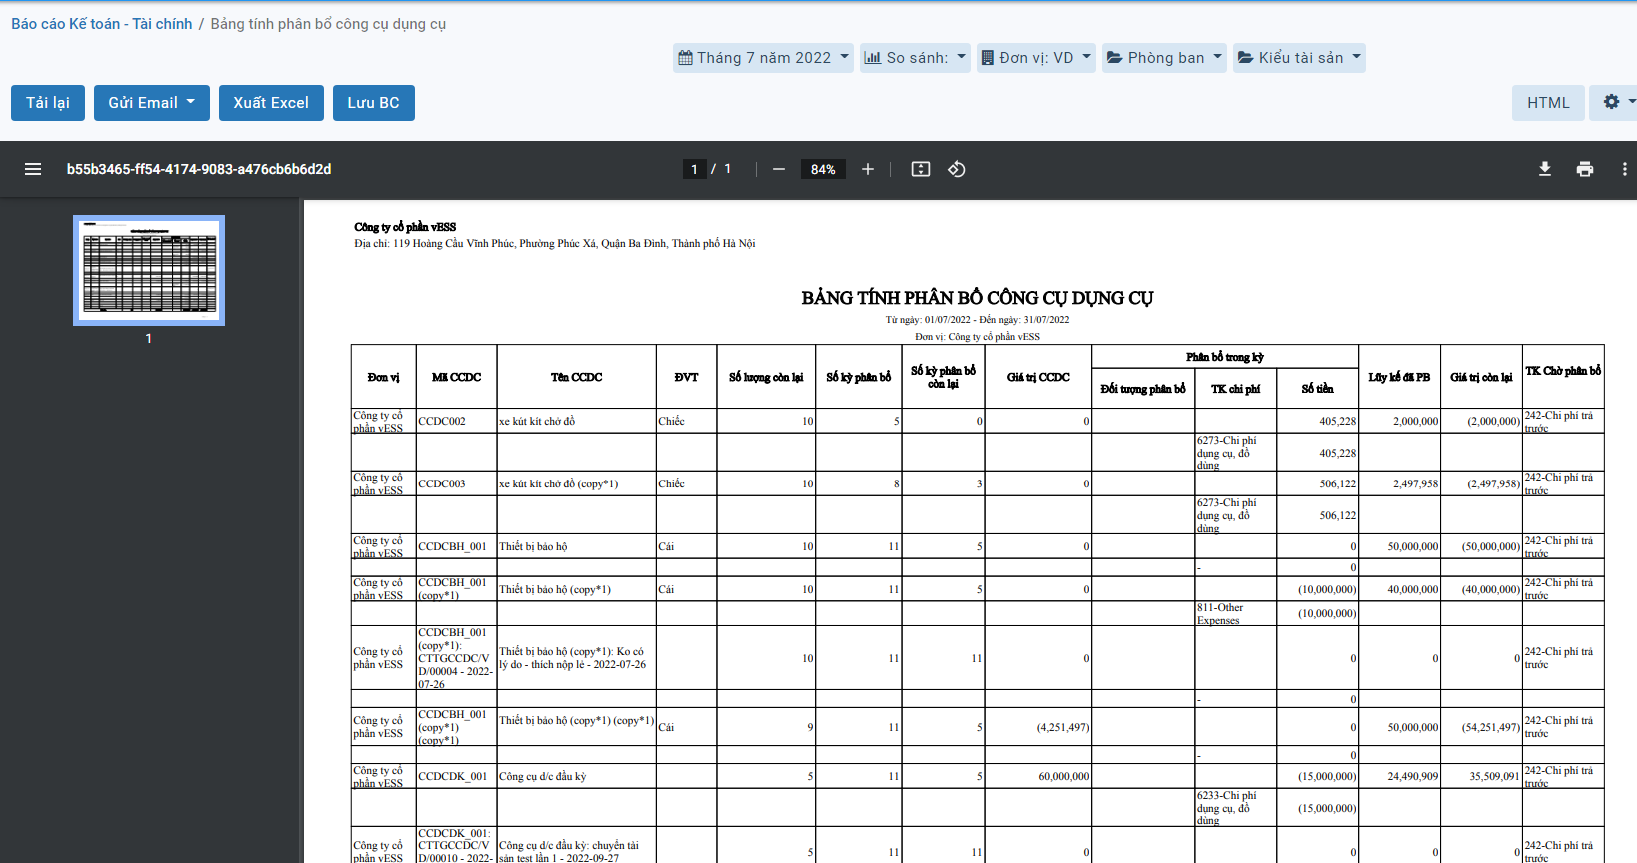 Báo cáo Kế toán - Tài chính / Bảng tính phân bổ công cụ dụng cụ
Tháng 7 năm 2022 So sánh: Đơn vị: VD Phòng ban Kiểu tài sản
Tải lại Gửi Email Xuất Excel Lưu BC HTML
b55b3465-ff54-4174-9083-a476cb6b6d2d 1 / 1 84%
1
Công ty cổ phần vESS
Địa chỉ: 119 Hoàng Cầu Vĩnh Phúc, Phường Phúc Xá, Quận Ba Đình, Thành phố Hà Nội
BẢNG TÍNH PHÂN BỔ CÔNG CỤ DỤNG CỤ
Từ ngày: 01/07/2022 - Đến ngày: 31/07/2022
Đơn vị: Công ty cổ phần vESS
Đơn vị Mã CCDC Tên CCDC ĐVT Số lượng còn lại Số kỳ phân bổ Số kỳ phân bổ còn lại Giá trị CCDC Phân bổ trong kỳ Lũy kế đã PB Giá trị còn lại TK Chờ phân bổ
Đối tượng phân bổ TK chi phí Số tiền
Công ty cổ phần vESS CCDC002 xe kút kít chở đồ Chiếc 10 5 0 0 405,228 2,000,000 (2,000,000) 242-Chi phí trả trước
6273-Chi phí dụng cụ, đồ dùng 405,228
Công ty cổ phần vESS CCDC003 xe kút kít chở đồ (copy*1) Chiếc 10 8 3 0 506,122 2,497,958 (2,497,958) 242-Chi phí trả trước
6273-Chi phí dụng cụ, đồ dùng 506,122
Công ty cổ phần vESS CCDCBH_001 Thiết bị bảo hộ Cái 10 11 5 0 0 50,000,000 (50,000,000) 242-Chi phí trả trước
- 0
Công ty cổ phần vESS CCDCBH_001 (copy*1) Thiết bị bảo hộ (copy*1) Cái 10 11 5 0 (10,000,000) 40,000,000 (40,000,000) 242-Chi phí trả trước
811-Other Expenses (10,000,000)
Công ty cổ phần vESS CCDCBH_001 (copy*1): CTTGCCDC/VD/00004 - 2022-07-26 Thiết bị bảo hộ (copy*1): Ko có lý do - thích nộp lẻ - 2022-07-26 10 11 11 0 0 0 0 242-Chi phí trả trước
- 0
Công ty cổ phần vESS CCDCBH_001 (copy*1) (copy*1) Thiết bị bảo hộ (copy*1) (copy*1) Cái 9 11 5 (4,251,497) 0 50,000,000 (54,251,497) 242-Chi phí trả trước
- 0
Công ty cổ phần vESS CCDCDK_001 Công cụ d/c đầu kỳ 5 11 5 60,000,000 (15,000,000) 24,490,909 35,509,091 242-Chi phí trả trước
6233-Chi phí dụng cụ, đồ dùng (15,000,000)
Công ty cổ phần vESS CCDCDK_001: CTTGCCDC/VD/00010 - 2022- Công cụ d/c đầu kỳ: chuyển tài sản test lần 1 - 2022-09-27 5 11 11 0 0 0 0 242-Chi phí trả trước